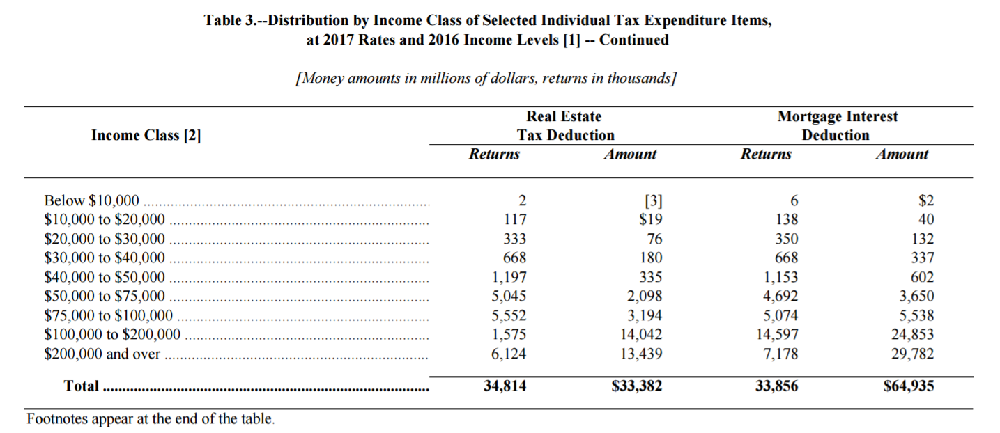 Table 3.--Distribution by Income Class of Selected Individual Tax Expenditure Items,
at 2017 Rates and 2016 Income Levels [1] -- Continued
[Money amounts in millions of dollars, returns in thousands]
Income Class [2] Real Estate Tax Deduction Mortgage Interest Deduction
Returns Amount Returns Amount
Below $10,000 2 [3] 6 $2
$10,000 to $20,000 117 $19 138 40
$20,000 to $30,000 333 76 350 132
$30,000 to $40,000 668 180 668 337
$40,000 to $50,000 1,197 335 1,153 602
$50,000 to $75,000 5,045 2,098 4,692 3,650
$75,000 to $100,000 5,552 3,194 5,074 5,538
$100,000 to $200,000 1,575 14,042 14,597 24,853
$200,000 and over 6,124 13,439 7,178 29,782
Total 34,814 $33,382 33,856 $64,935
Footnotes appear at the end of the table.